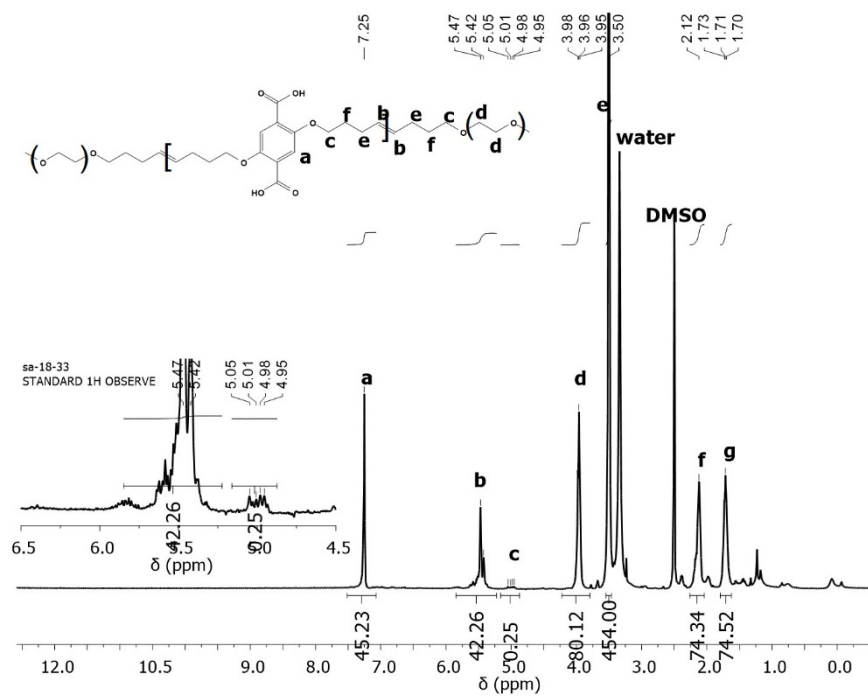 7.25
5.47
5.42
5.05
5.01
4.98
4.95
3.98
3.96
3.95
3.50
2.12
1.73
1.71
1.70
O
OH
f
b
e
c
d
O
O
O
c
e
b
f
d
O
O
O
a
HO
O
e
water
DMSO
sa-18-33
STANDARD 1H OBSERVE
5.47
5.42
5.05
5.01
4.98
4.95
42.26
0.25
6.5 6.0 5.5 5.0 4.5
δ (ppm)
a
b
c
d
f
g
45.23
42.26
0.25
80.12
454.00
74.34
74.52
12.0 10.5 9.0 8.0 7.0 6.0 5.0 4.0 3.0 2.0 1.0 0.0
δ (ppm)